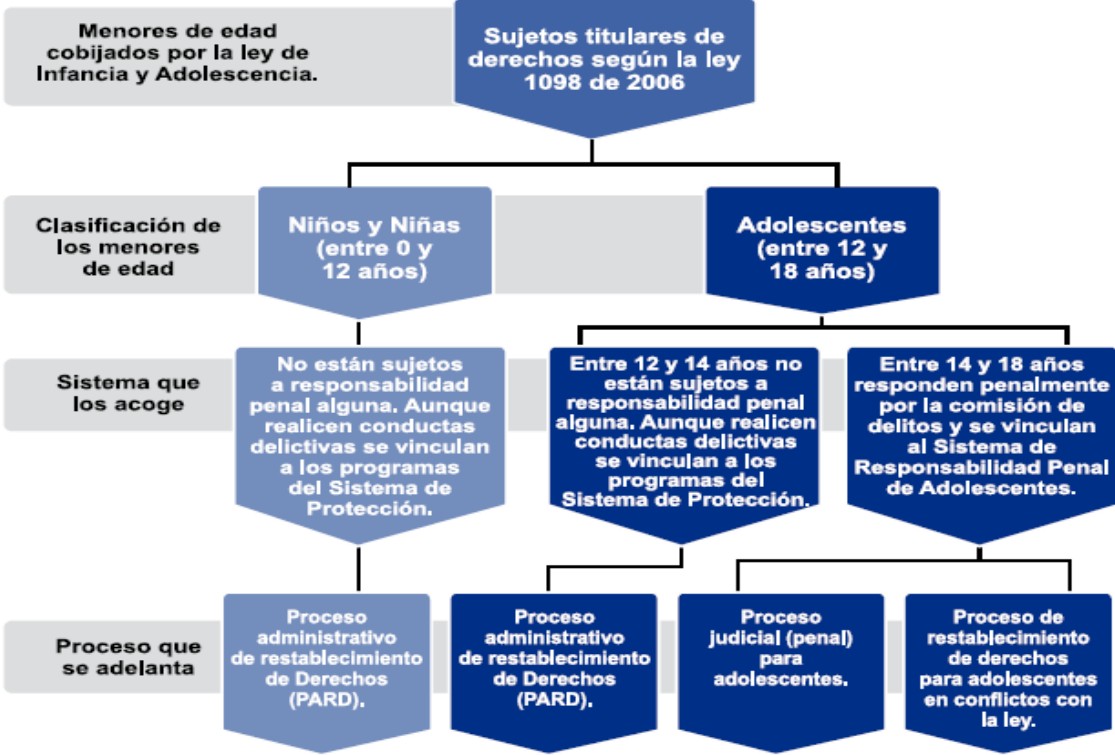 Menores de edad
cobijados por la ley de
Infancia y Adolescencia.
Sujetos titulares de
derechos según la ley
1098 de 2006
Clasificación de
los menores
de edad
Niños y Niñas
(entre 0 y
12 años)
Adolescentes
(entre 12 y
18 años)
Sistema que
los acoge
No están sujetos
a responsabilidad
penal alguna. Aunque
realicen conductas
delictivas se vinculan
a los programas
del Sistema de
Protección.
Entre 12 y 14 años no
están sujetos a
responsabilidad penal
alguna. Aunque realicen
conductas delictivas
se vinculan a los
programas del
Sistema de Protección.
Entre 14 y 18 años
responden penalmente
por la comisión de
delitos y se vinculan
al Sistema de
Responsabilidad Penal
de Adolescentes.
Proceso que
se adelanta
Proceso
administrativo
de restablecimiento
de Derechos
(PARD).
Proceso
administrativo
de restablecimiento
de Derechos
(PARD).
Proceso
judicial (penal)
para
adolescentes.
Proceso de
restablecimiento
de derechos
para adolescentes
en conflictos con
la ley.